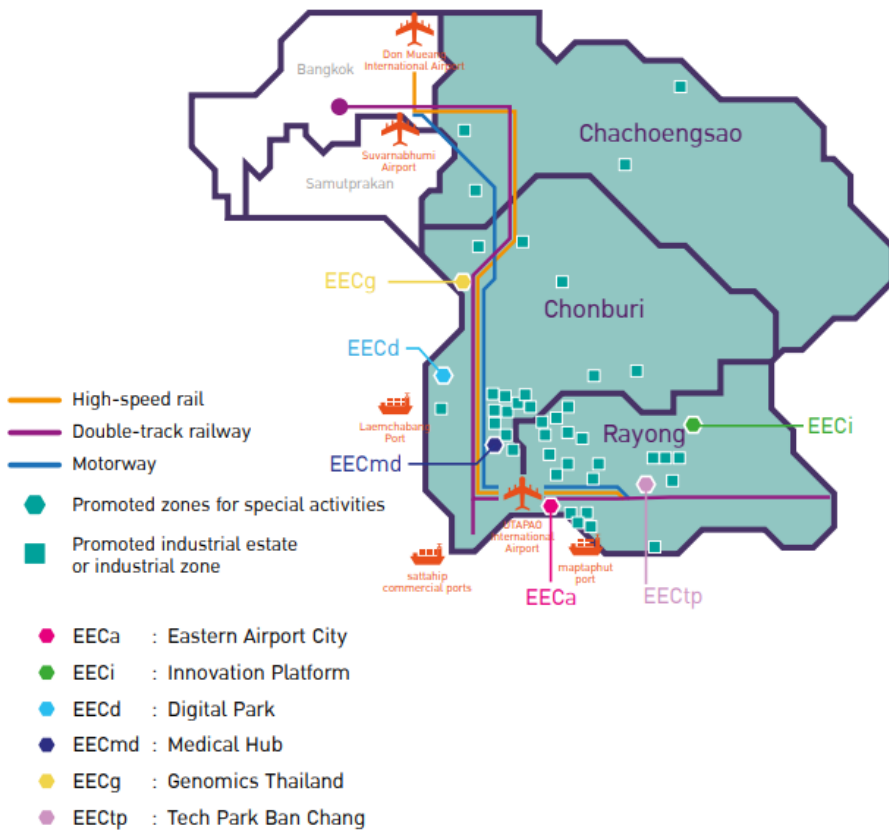 Don Mueang
International Airport
Bangkok
Suvarnabhumi
Airport
Samutprakan
Chachoengsao
EECg
Chonburi
EECd
High-speed rail
Laemchabang
Port
Double-track railway
Rayong
EECi
Motorway
EECmd
Promoted zones for special activities
UTAPAO
International
Airport
Promoted industrial estate
or industrial zone
sattahip
commercial ports
maptaphut
port
EECa
EECtp
EECa : Eastern Airport City
EECi : Innovation Platform
EECd : Digital Park
EECmd : Medical Hub
EECg : Genomics Thailand
EECtp : Tech Park Ban Chang